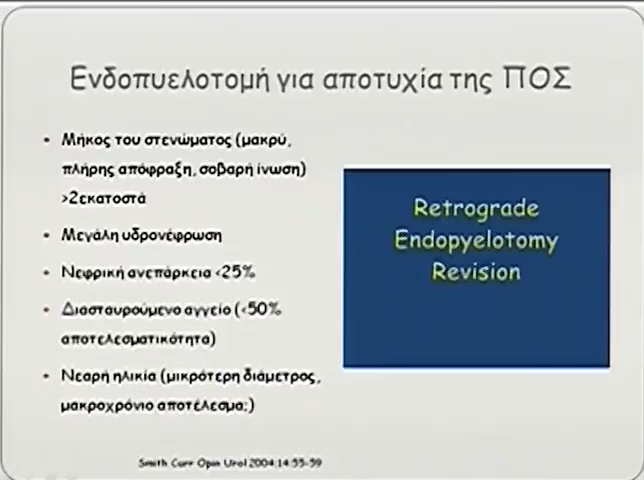 Ενδοπυελοτομή για αποτυχία της ΠΟΣ
• Μήκος του στενώματος (μακρύ,
πλήρης απόφραξη, σοβαρή ίνωση)
>2εκατοστά
• Μεγάλη υδρονέφρωση
• Νεφρική ανεπάρκεια <25%
• Διασταυρούμενο αγγείο (<50%
αποτελεσματικότητα)
• Νεαρή ηλικία (μικρότερη διάμετρος,
μακροχρόνιο αποτέλεσμα;)
Retrograde
Endopyelotomy
Revision
Smith Curr Opin Urol 2004;14:55-59